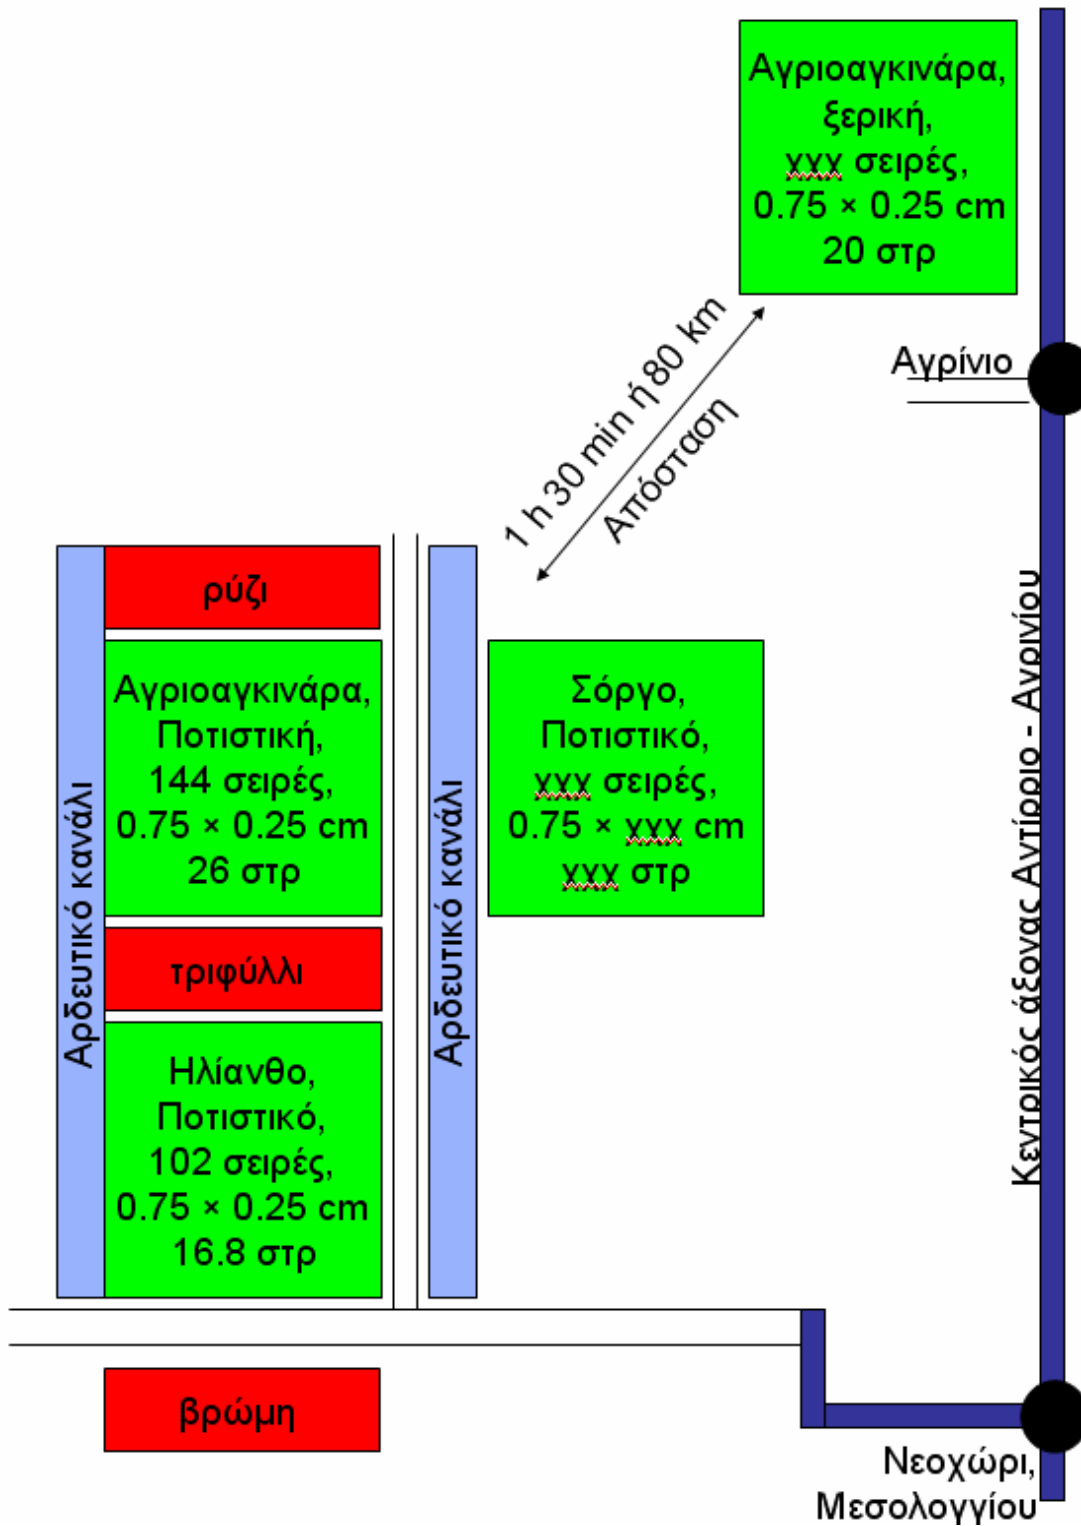 Αγριοαγκινάρα,
ξερική,
χχχ σειρές,
0.75 × 0.25 cm
20 στρ
1 h 30 min ή 80 km
Απόσταση
Αγρίνιο
Κεντρικός άξονας Αντίρριο - Αγρινίου
Αρδευτικό κανάλι
ρύζι
Αγριοαγκινάρα,
Ποτιστική,
144 σειρές,
0.75 × 0.25 cm
26 στρ
τριφύλλι
Ηλίανθο,
Ποτιστικό,
102 σειρές,
0.75 × 0.25 cm
16.8 στρ
Αρδευτικό κανάλι
Σόργο,
Ποτιστικό,
χχχ σειρές,
0.75 × χχχ cm
χχχ στρ
βρώμη
Νεοχώρι,
Μεσολογγίου